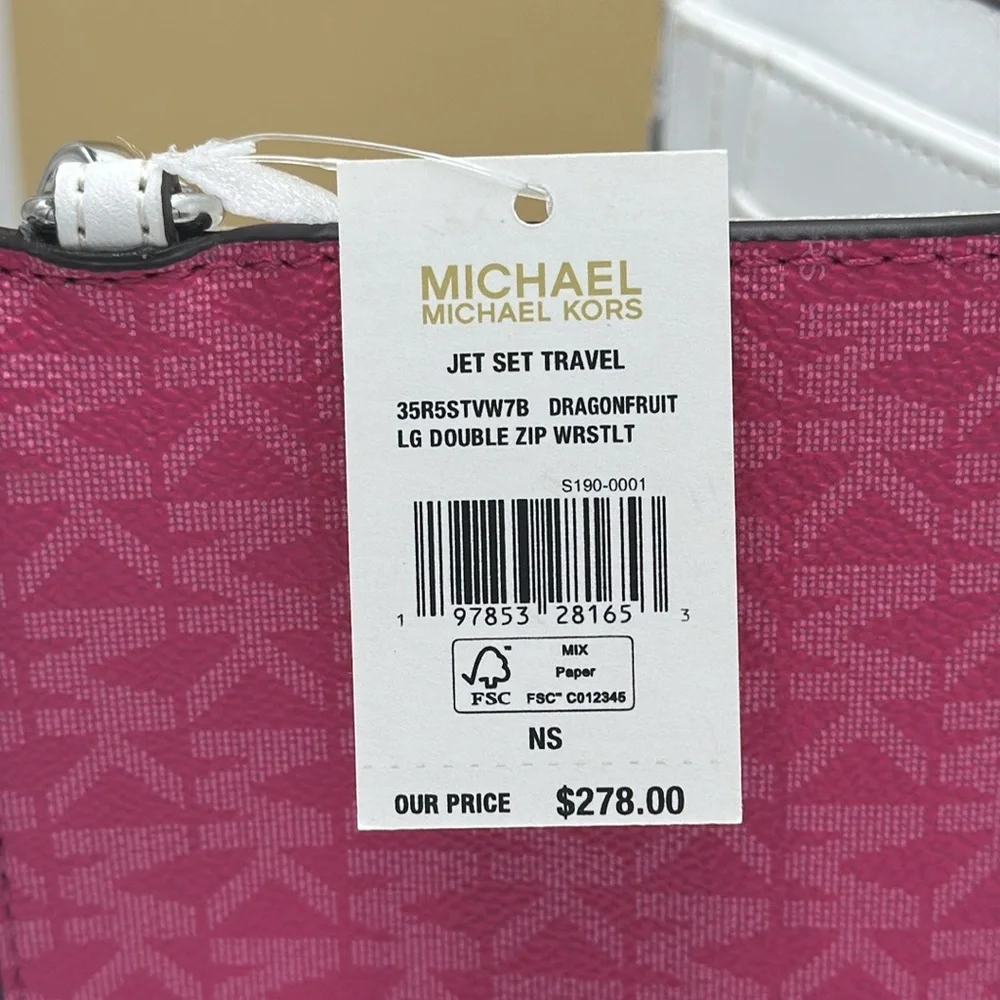 MICHAEL
MICHAEL KORS
JET SET TRAVEL
35R5STVW7B DRAGONFRUIT
LG DOUBLE ZIP WRSTLT
S190-0001
1 97853 28165 3
MIX
Paper
FSC FSC™ C012345
NS
OUR PRICE $278.00